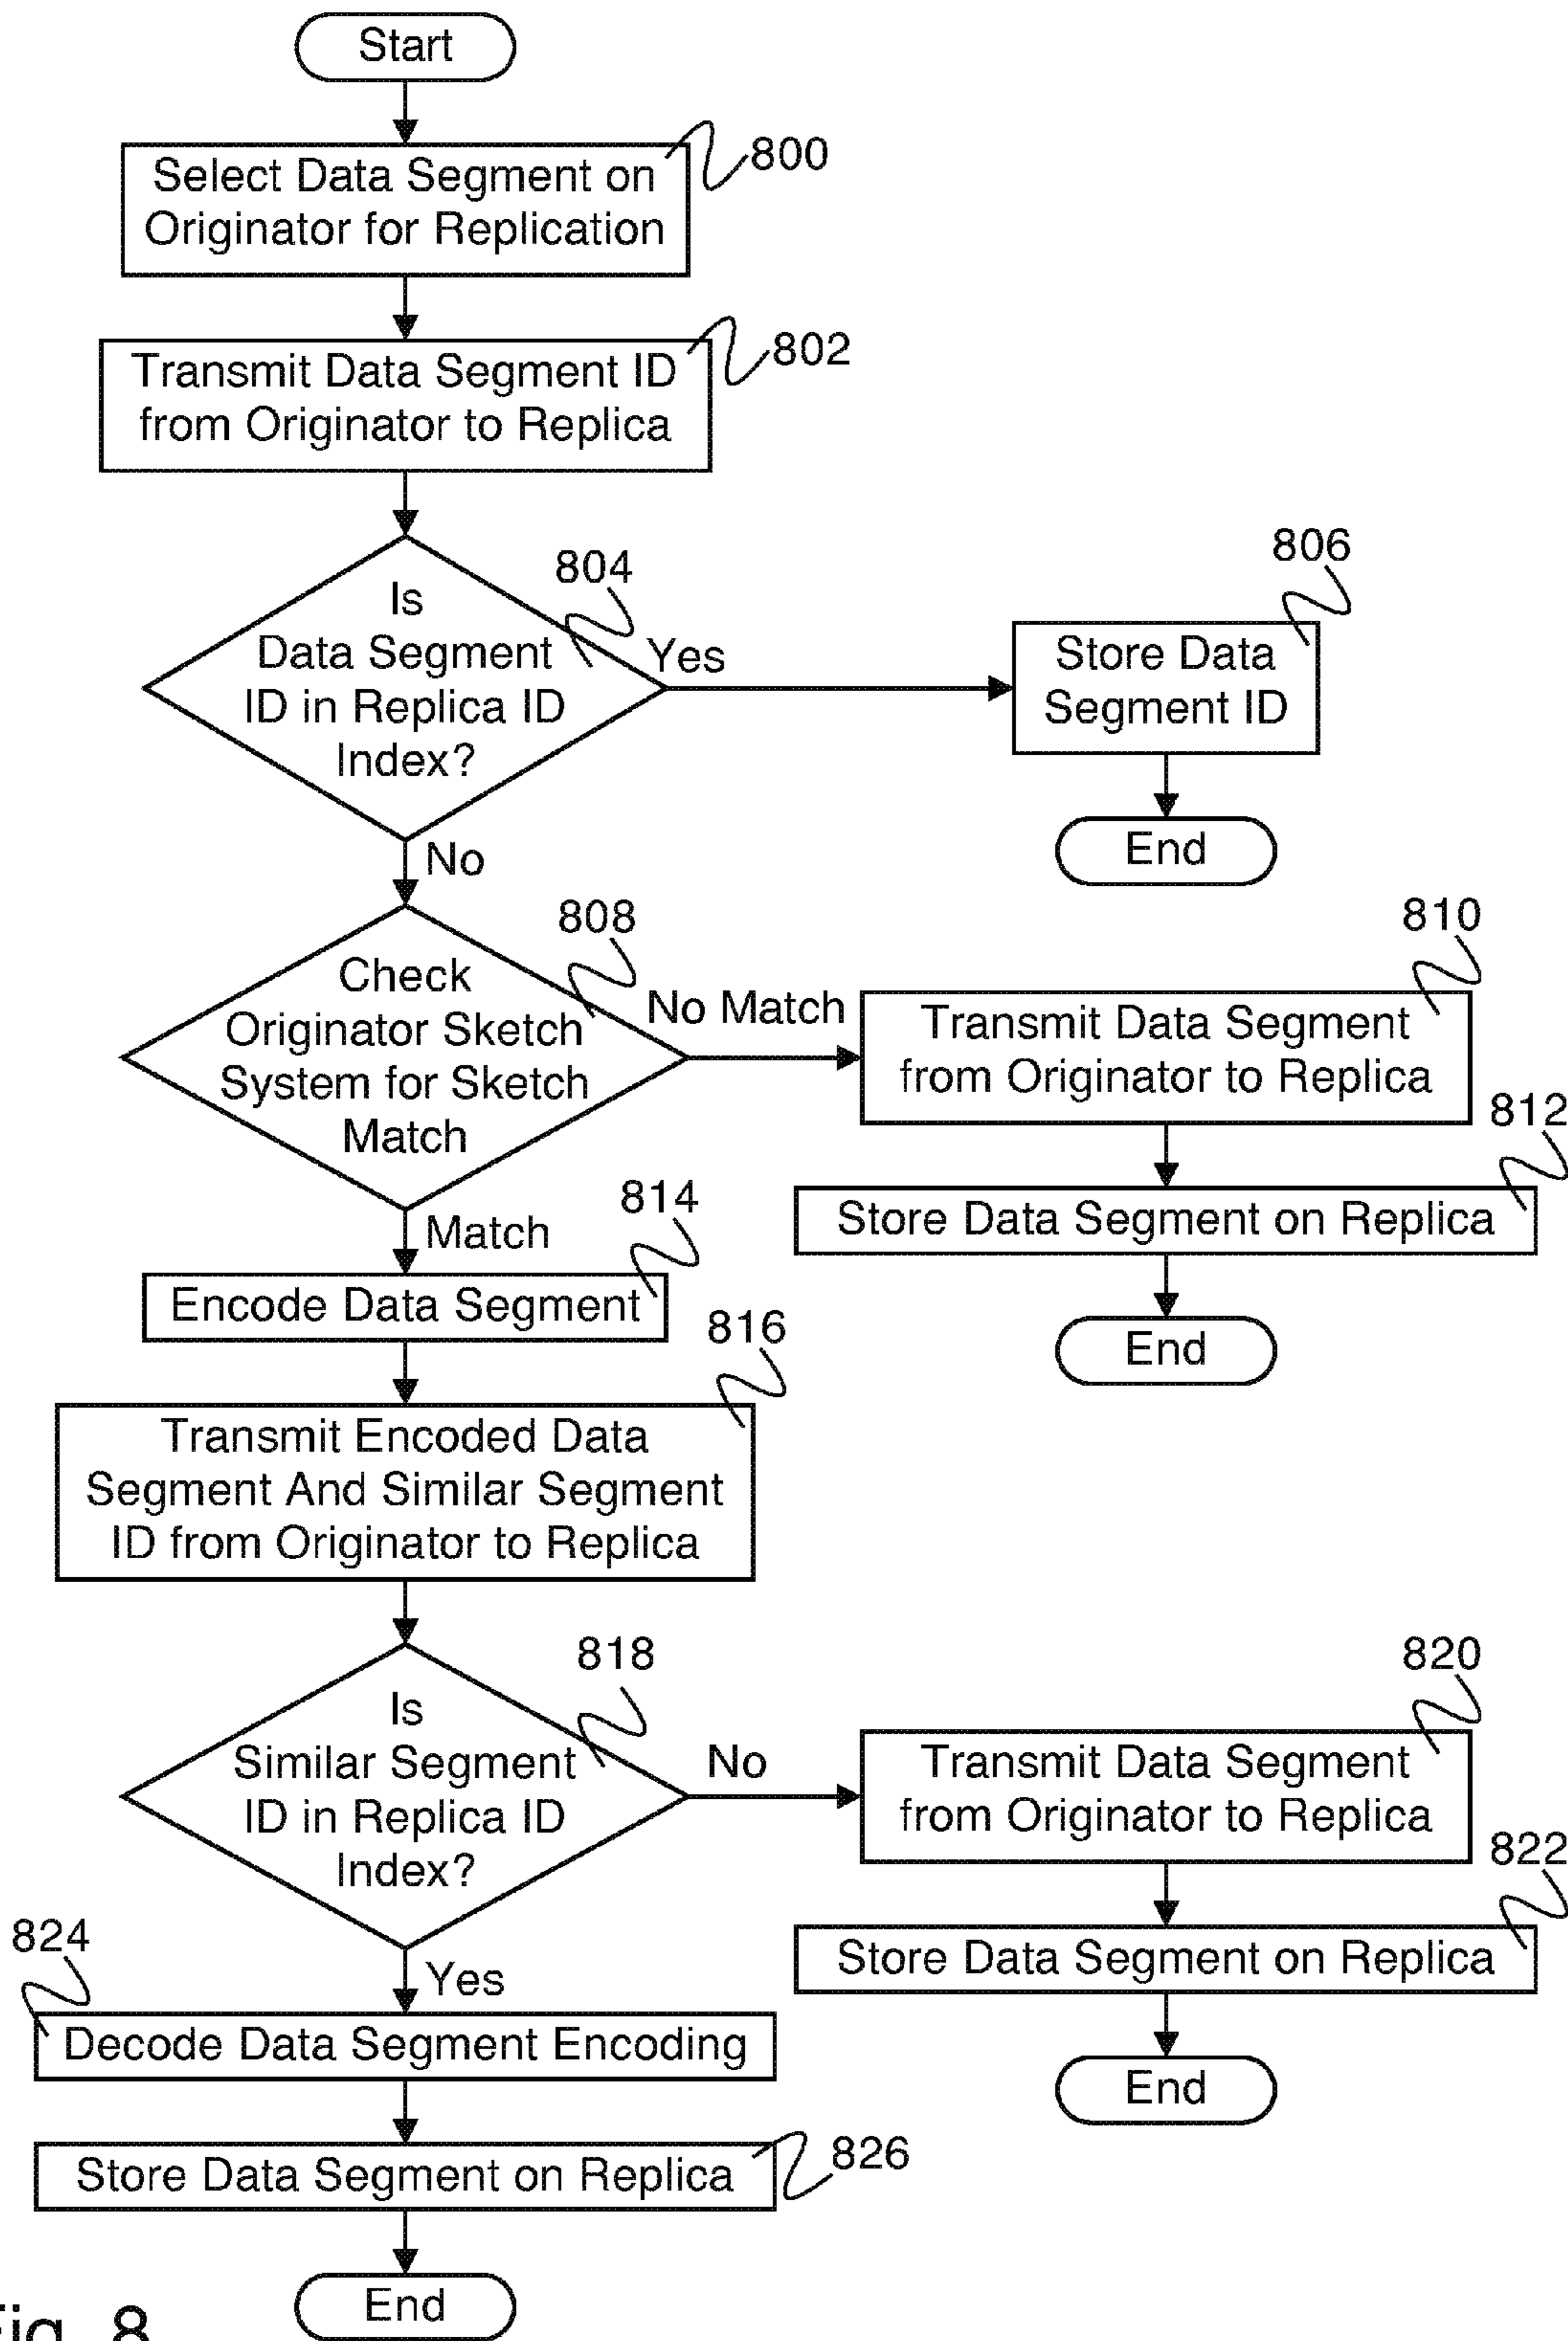 Start
Select Data Segment on
Originator for Replication
800
Transmit Data Segment ID
from Originator to Replica
802
Is
Data Segment
ID in Replica ID
Index?
804
Yes
806
Store Data
Segment ID
End
No
Check
Originator Sketch
System for Sketch
Match
808
No Match
810
Transmit Data Segment
from Originator to Replica
812
Store Data Segment on Replica
End
Match
814
Encode Data Segment
816
Transmit Encoded Data
Segment And Similar Segment
ID from Originator to Replica
Is
Similar Segment
ID in Replica ID
Index?
818
No
820
Transmit Data Segment
from Originator to Replica
822
Store Data Segment on Replica
End
Yes
824
Decode Data Segment Encoding
Store Data Segment on Replica
826
End
Fig. 8